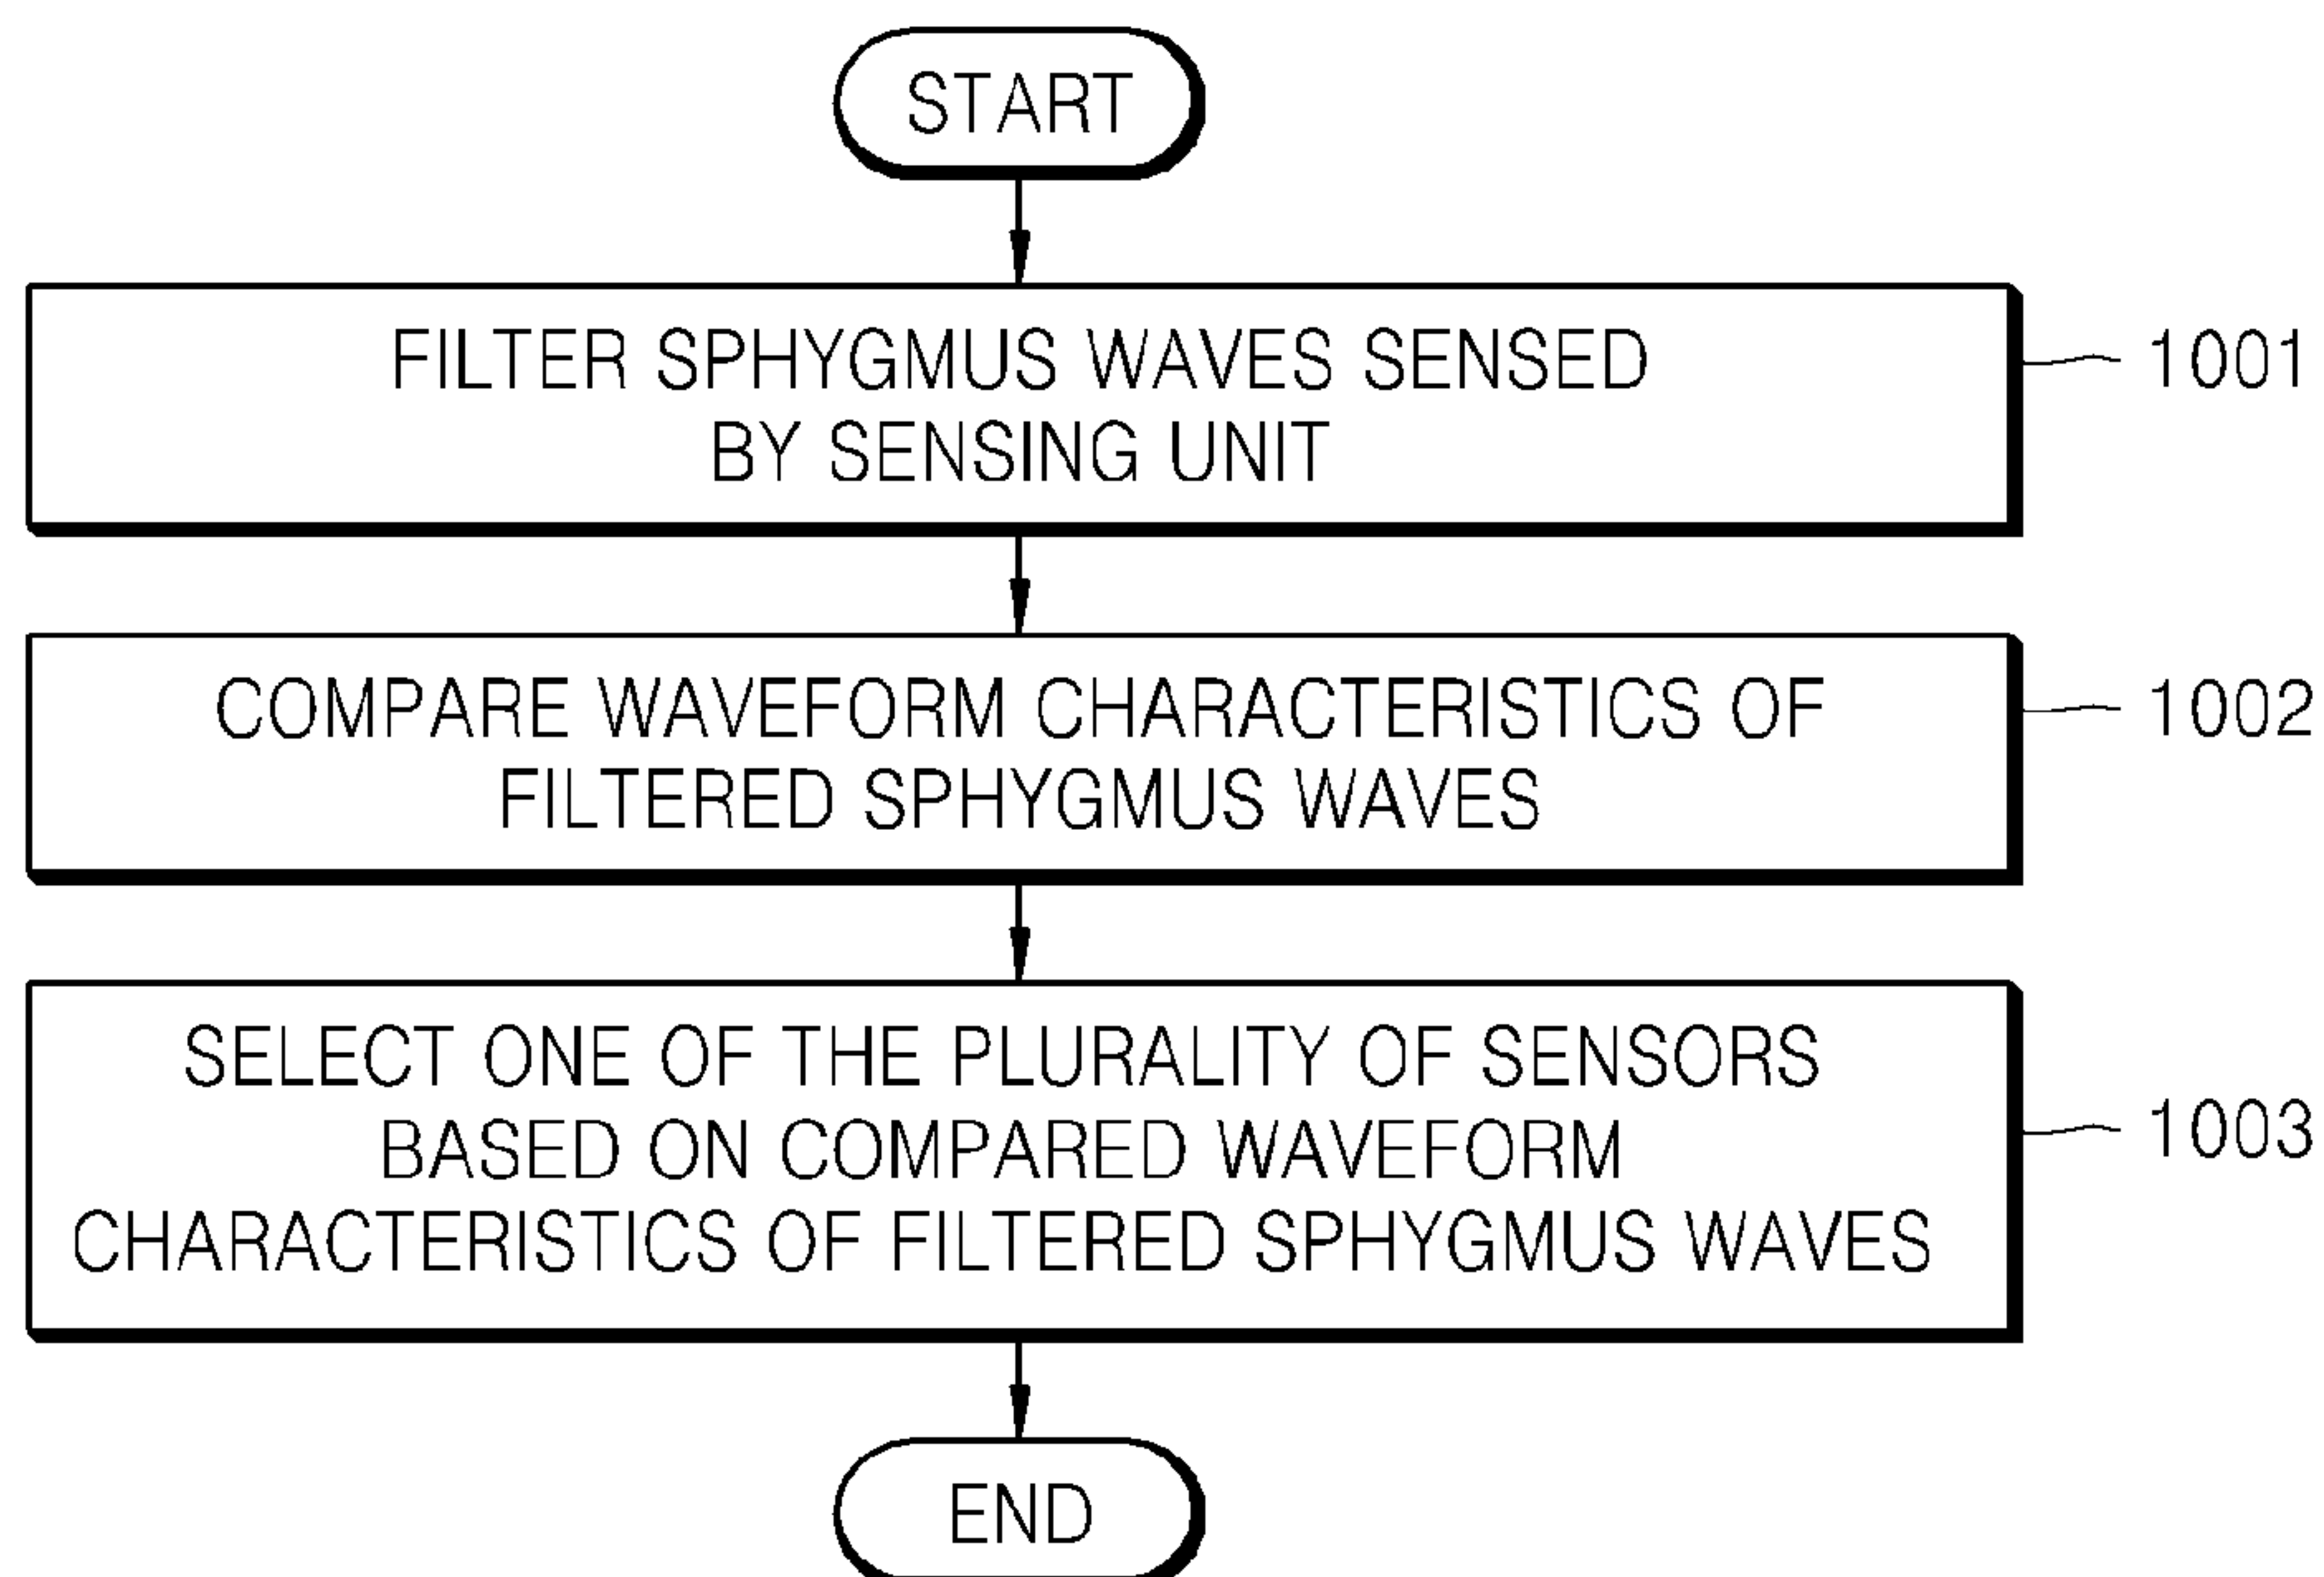 START
FILTER SPHYGMUS WAVES SENSED
BY SENSING UNIT
1001
COMPARE WAVEFORM CHARACTERISTICS OF
FILTERED SPHYGMUS WAVES
1002
SELECT ONE OF THE PLURALITY OF SENSORS
BASED ON COMPARED WAVEFORM
CHARACTERISTICS OF FILTERED SPHYGMUS WAVES
1003
END